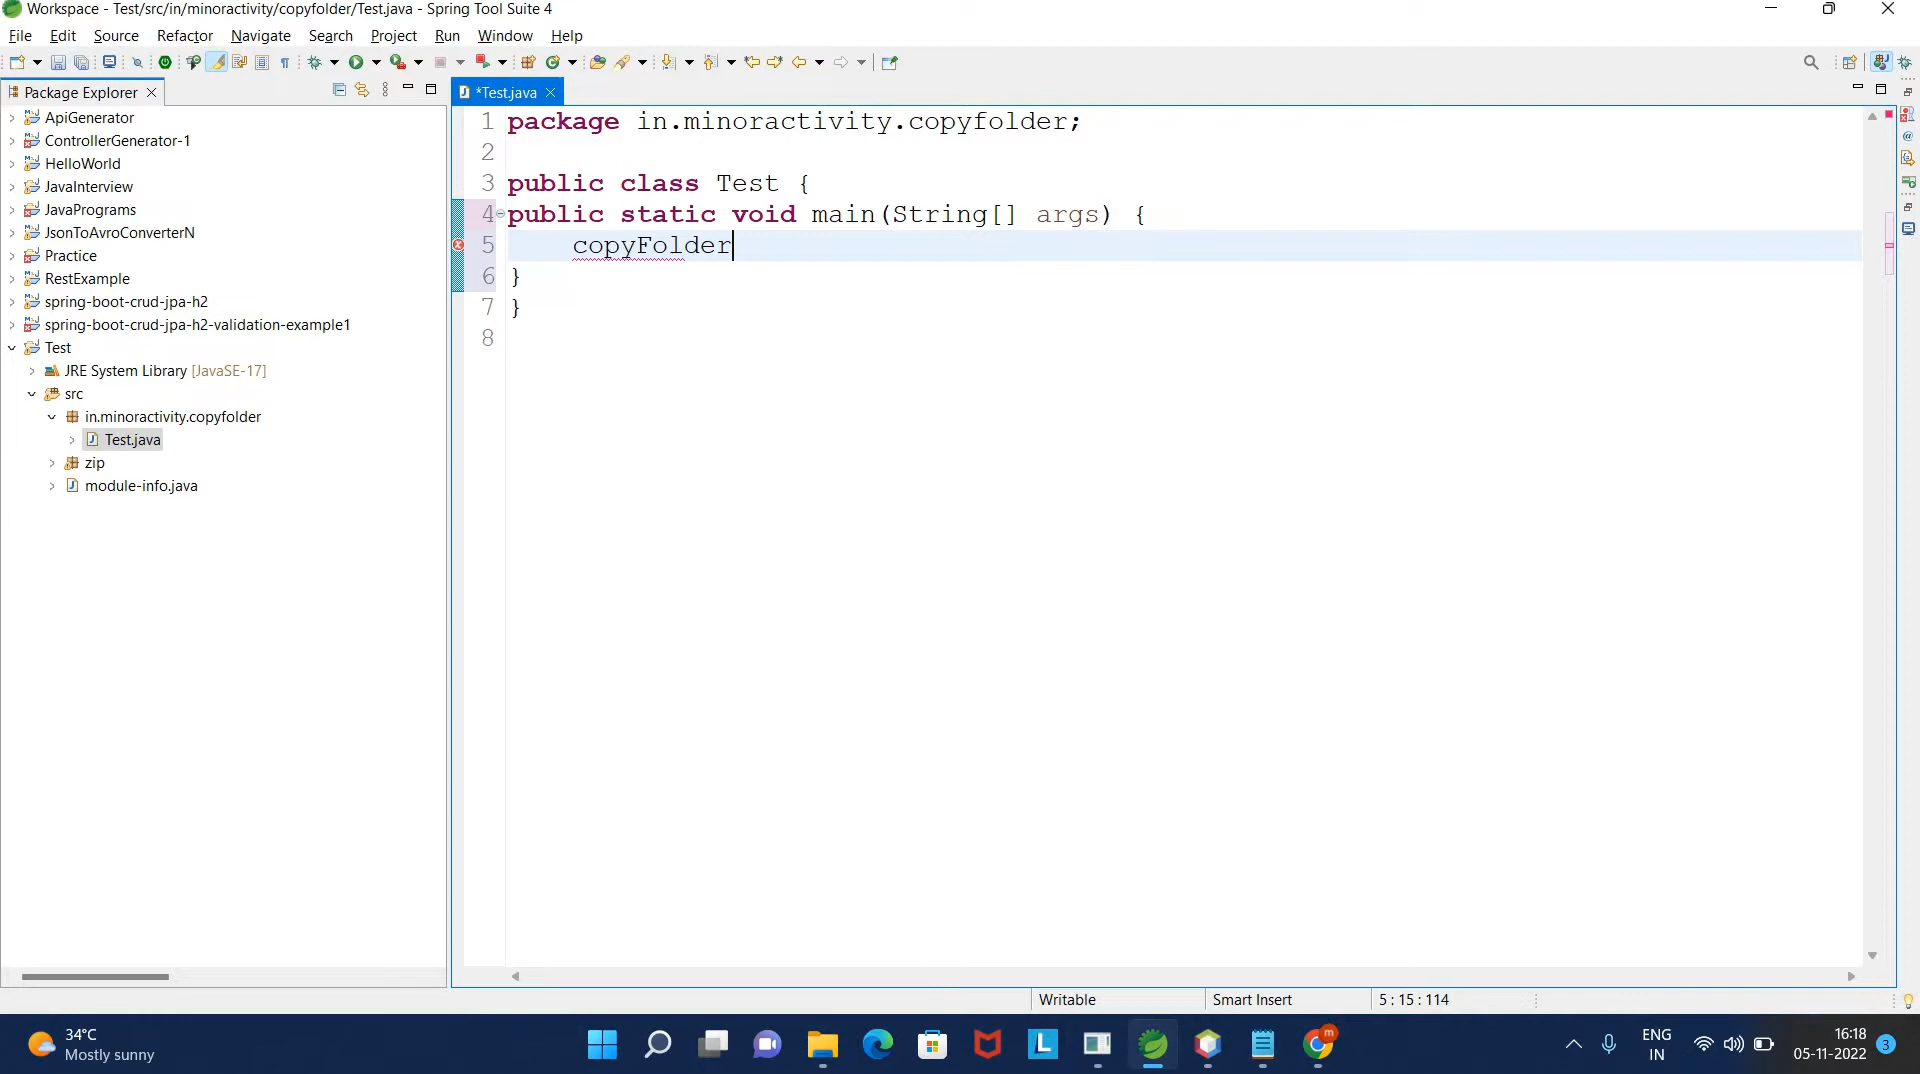 Workspace - Test/src/in/minoractivity/copyfolder/Test.java - Spring Tool Suite 4
File Edit Source Refactor Navigate Search Project Run Window Help
Package Explorer
*Test.java
ApiGenerator
ControllerGenerator-1
HelloWorld
JavaInterview
JavaPrograms
JsonToAvroConverterN
Practice
RestExample
spring-boot-crud-jpa-h2
spring-boot-crud-jpa-h2-validation-example1
Test
JRE System Library [JavaSE-17]
src
in.minoractivity.copyfolder
Test.java
zip
module-info.java
1 package in.minoractivity.copyfolder;
2
3 public class Test {
4 public static void main(String[] args) {
5 copyFolder
6 }
7 }
8
Writable Smart Insert 5 : 15 : 114
34°C
Mostly sunny
ENG
IN
16:18
05-11-2022
3